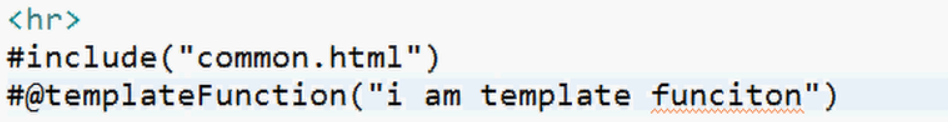 <hr>
#include("common.html")
#@templateFunction("i am template funciton")